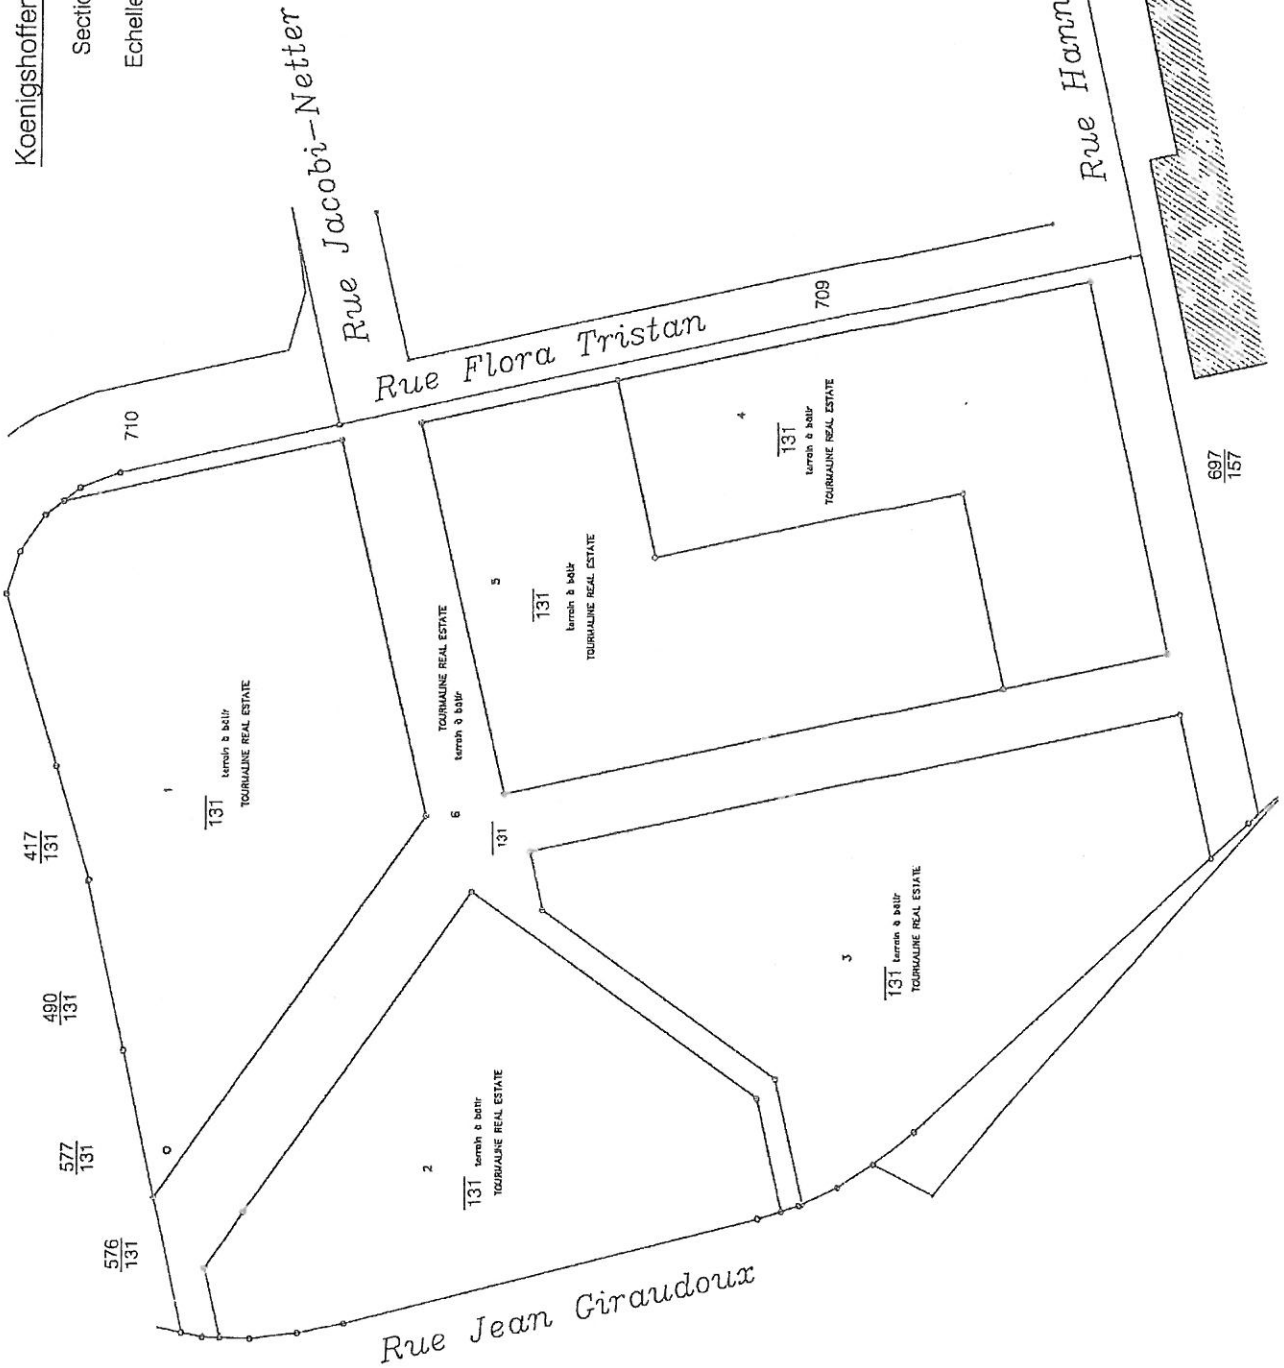 Koenigshoffen
Sectio
Echelle
Rue Jacobi-Netter
Rue Hann
710
Rue Flora Tristan
709
417
131
490
131
577
131
576
131
1
131
terrain à bâtir
TOURMALINE REAL ESTATE
TOURMALINE REAL ESTATE
terrain à bâtir
6
131
5
131
terrain à bâtir
TOURMALINE REAL ESTATE
4
131
terrain à bâtir
TOURMALINE REAL ESTATE
697
157
2
131 terrain à bâtir
TOURMALINE REAL ESTATE
3
131 terrain à bâtir
TOURMALINE REAL ESTATE
Rue Jean Giraudoux